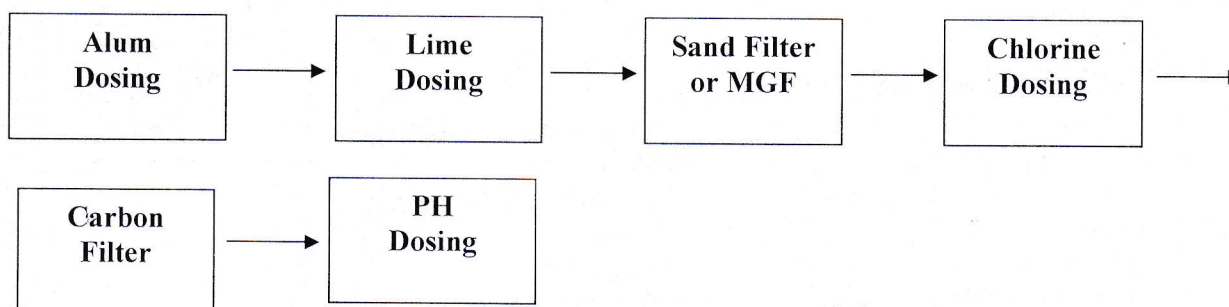 Alum
Dosing
Lime
Dosing
Sand Filter
or MGF
Chlorine
Dosing
Carbon
Filter
PH
Dosing